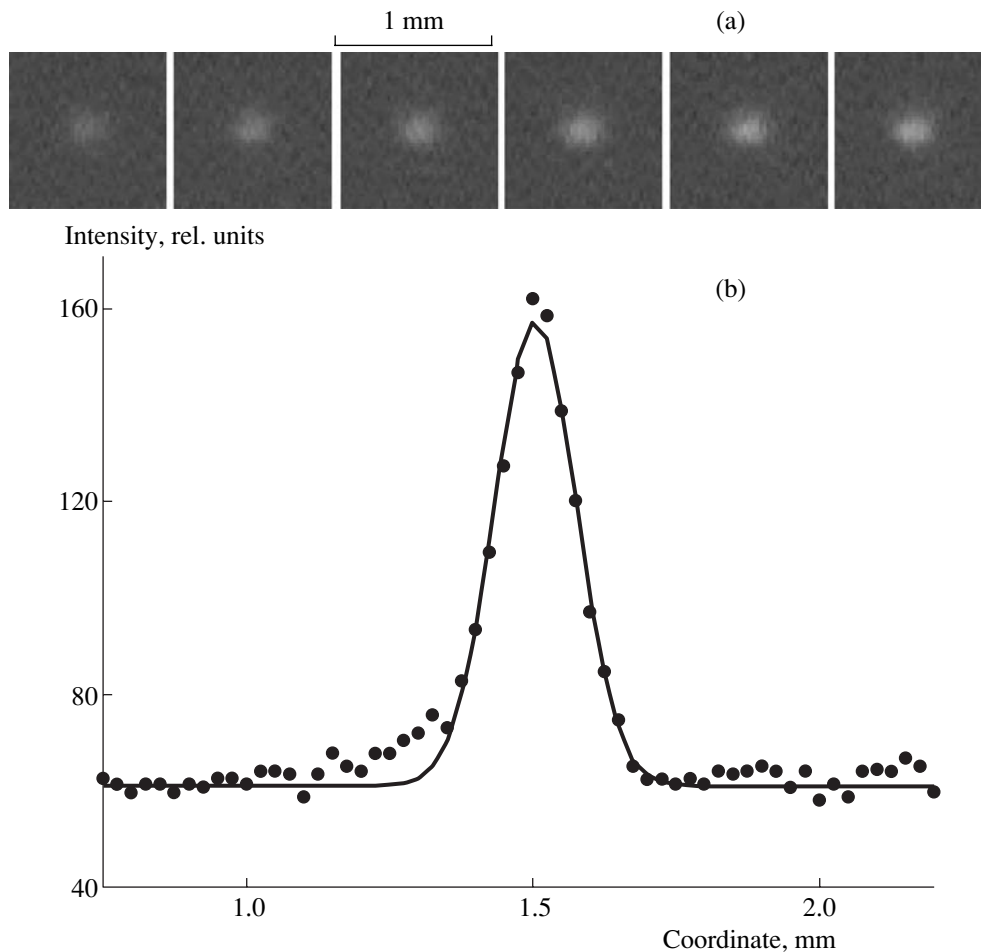 1 mm
(a)
Intensity, rel. units
(b)
160
120
80
40
1.0
1.5
2.0
Coordinate, mm